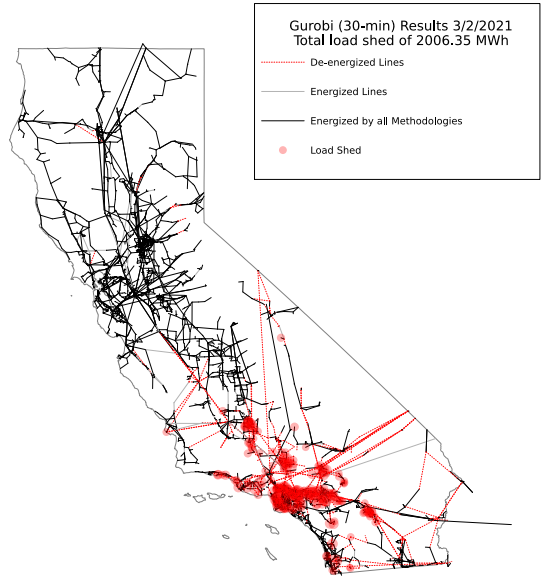 Gurobi (30-min) Results 3/2/2021
Total load shed of 2006.35 MWh
De-energized Lines
Energized Lines
Energized by all Methodologies
Load Shed